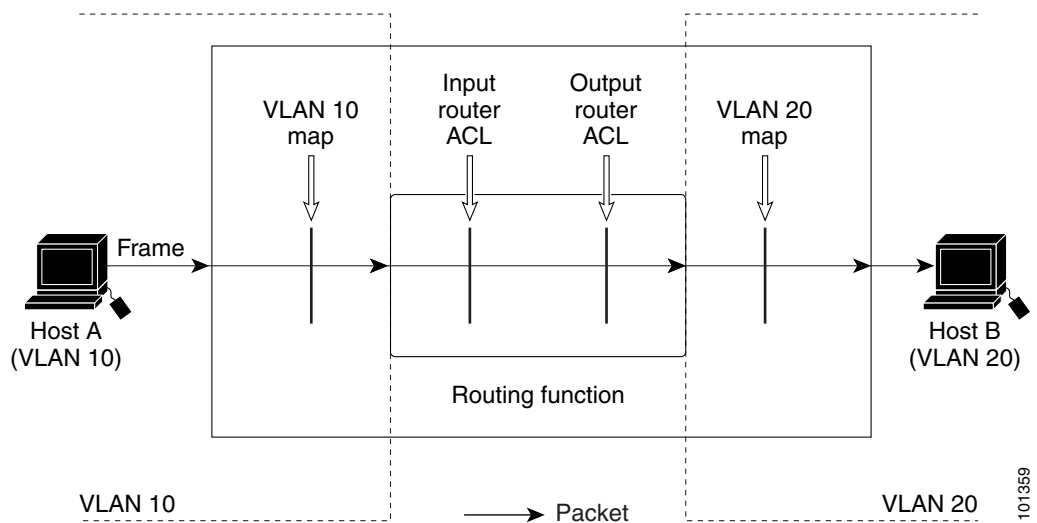 VLAN 10
map
Input
router
ACL
Output
router
ACL
VLAN 20
map
Frame
Host A
(VLAN 10)
Host B
(VLAN 20)
Routing function
VLAN 10
Packet
VLAN 20
101359